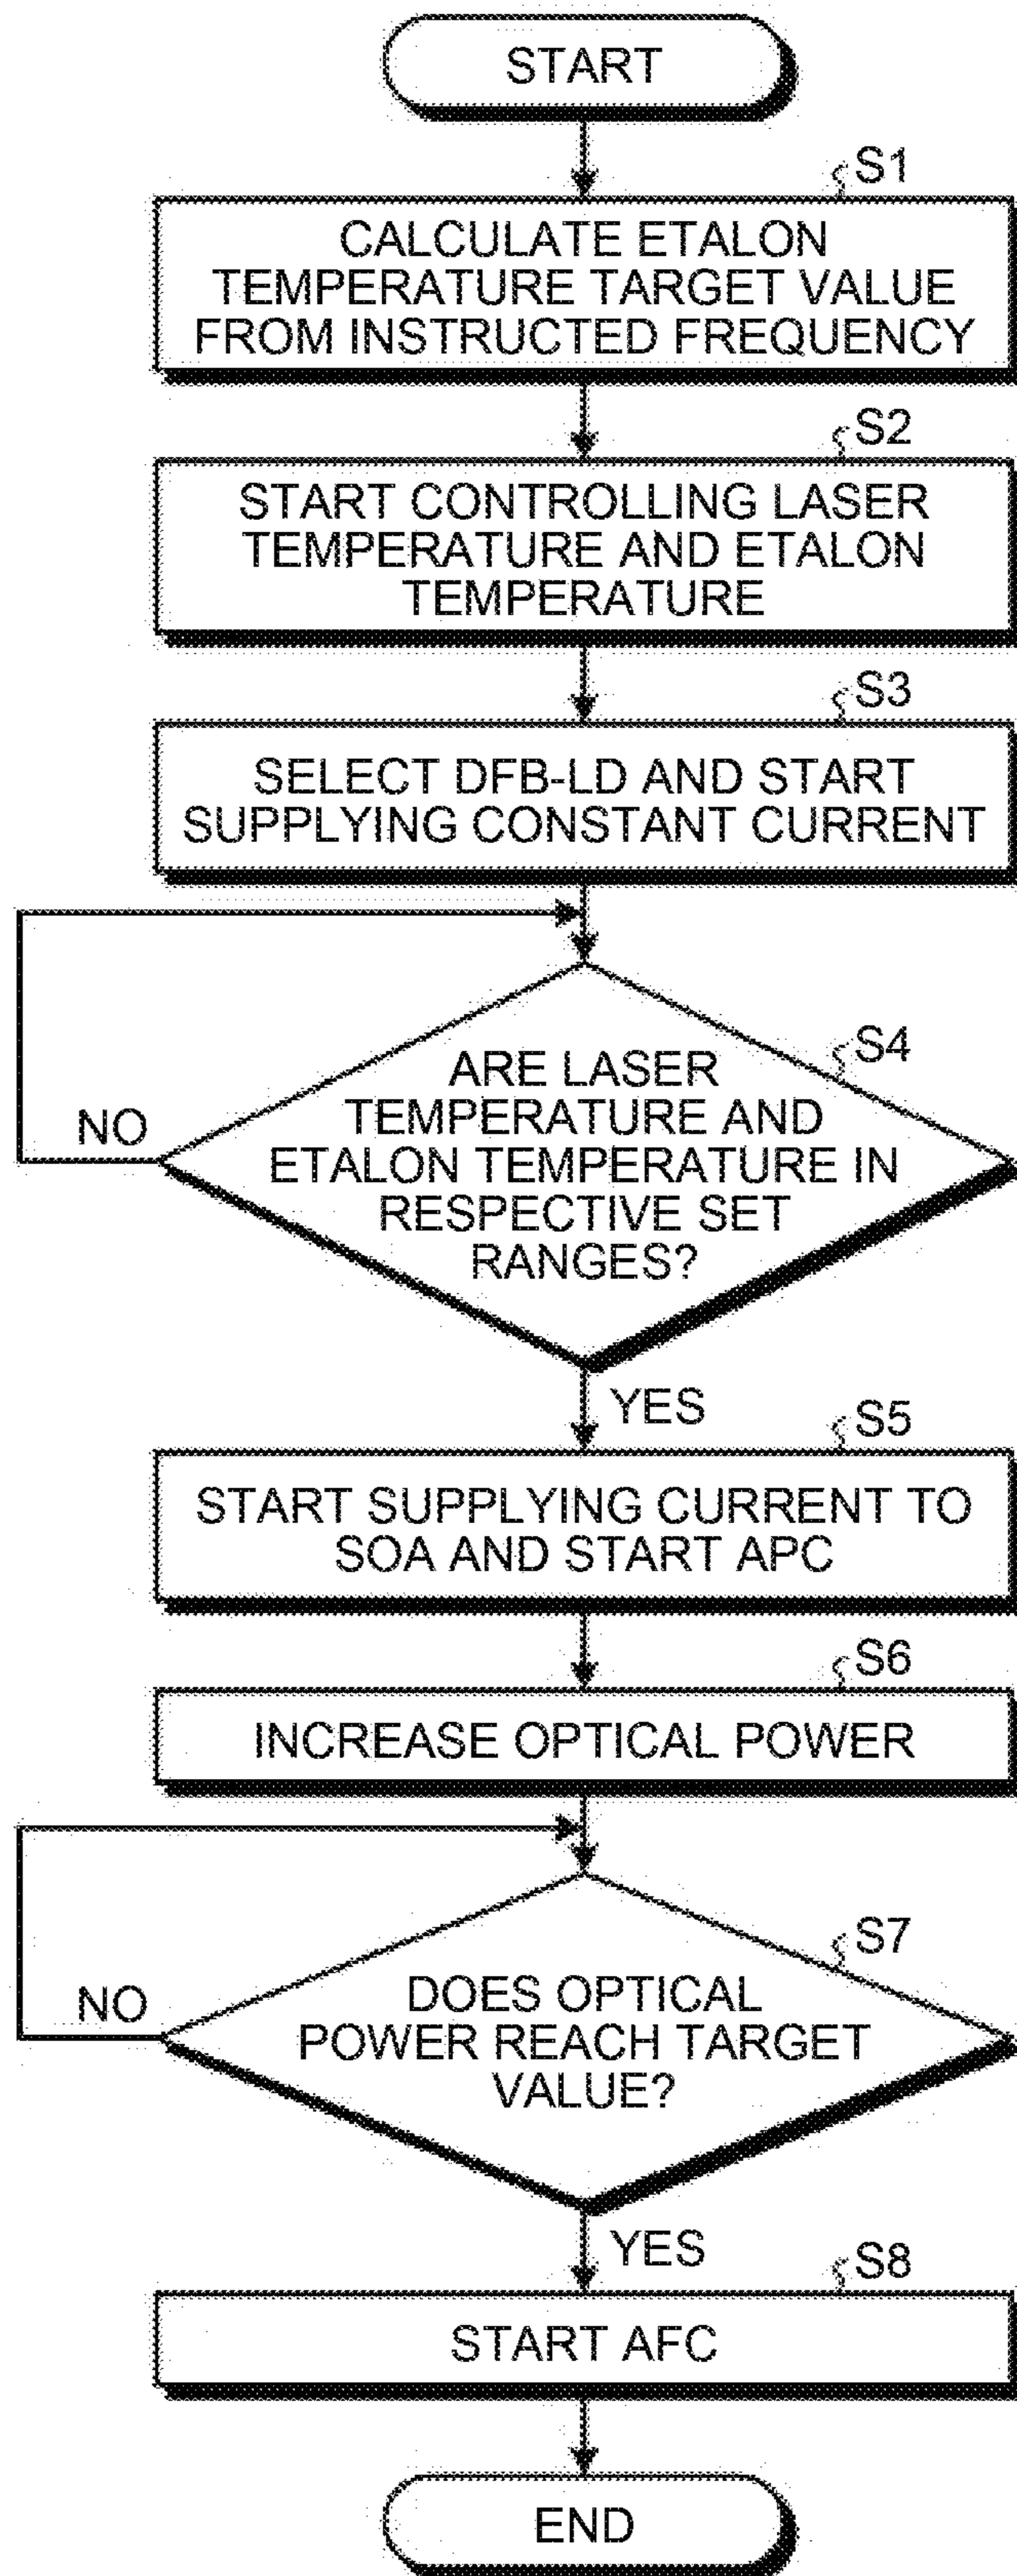 START
S1
CALCULATE ETALON
TEMPERATURE TARGET VALUE
FROM INSTRUCTED FREQUENCY
S2
START CONTROLLING LASER
TEMPERATURE AND ETALON
TEMPERATURE
S3
SELECT DFB-LD AND START
SUPPLYING CONSTANT CURRENT
S4
ARE LASER
TEMPERATURE AND
ETALON TEMPERATURE IN
RESPECTIVE SET
RANGES?
NO
YES
S5
START SUPPLYING CURRENT TO
SOA AND START APC
S6
INCREASE OPTICAL POWER
S7
DOES OPTICAL
POWER REACH TARGET
VALUE?
NO
YES
S8
START AFC
END